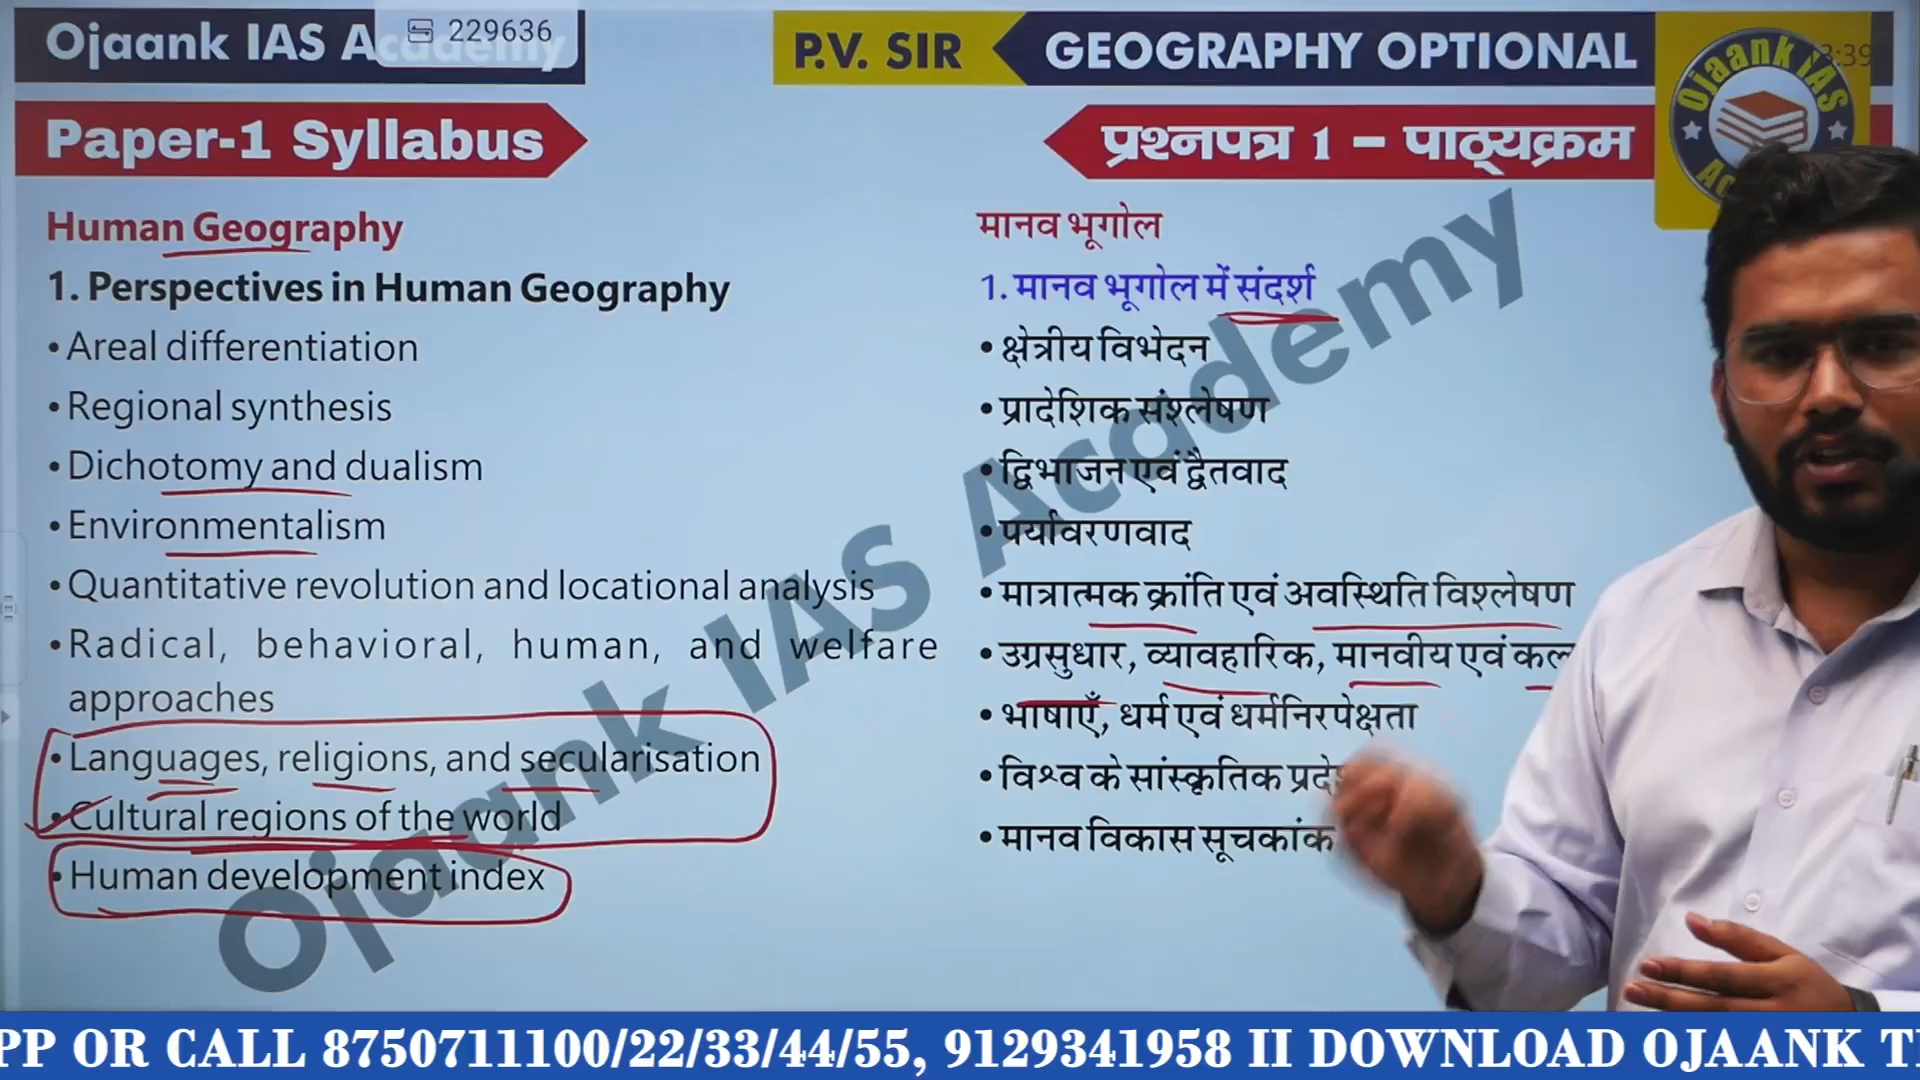 Ojaank IAS Academy
229636
P.V. SIR
GEOGRAPHY OPTIONAL
3:39
Ojaank IAS
Paper-1 Syllabus
प्रश्नपत्र 1 – पाठ्यक्रम
Human Geography
1. Perspectives in Human Geography
• Areal differentiation
• Regional synthesis
• Dichotomy and dualism
• Environmentalism
• Quantitative revolution and locational analysis
• Radical, behavioral, human, and welfare
approaches
• Languages, religions, and secularisation
• Cultural regions of the world
• Human development index
मानव भूगोल
1. मानव भूगोल में संदर्श
• क्षेत्रीय विभेदन
• प्रादेशिक संश्लेषण
• द्विभाजन एवं द्वैतवाद
• पर्यावरणवाद
• मात्रात्मक क्रांति एवं अवस्थिति विश्लेषण
• उग्रसुधार, व्यावहारिक, मानवीय एवं
• भाषाएँ, धर्म एवं धर्मनिरपेक्षता
• विश्व के सांस्कृतिक
• मानव विकास सूचकांक
Ojaank IAS Academy
PP OR CALL 8750711100/22/33/44/55, 9129341958 II DOWNLOAD OJAANK